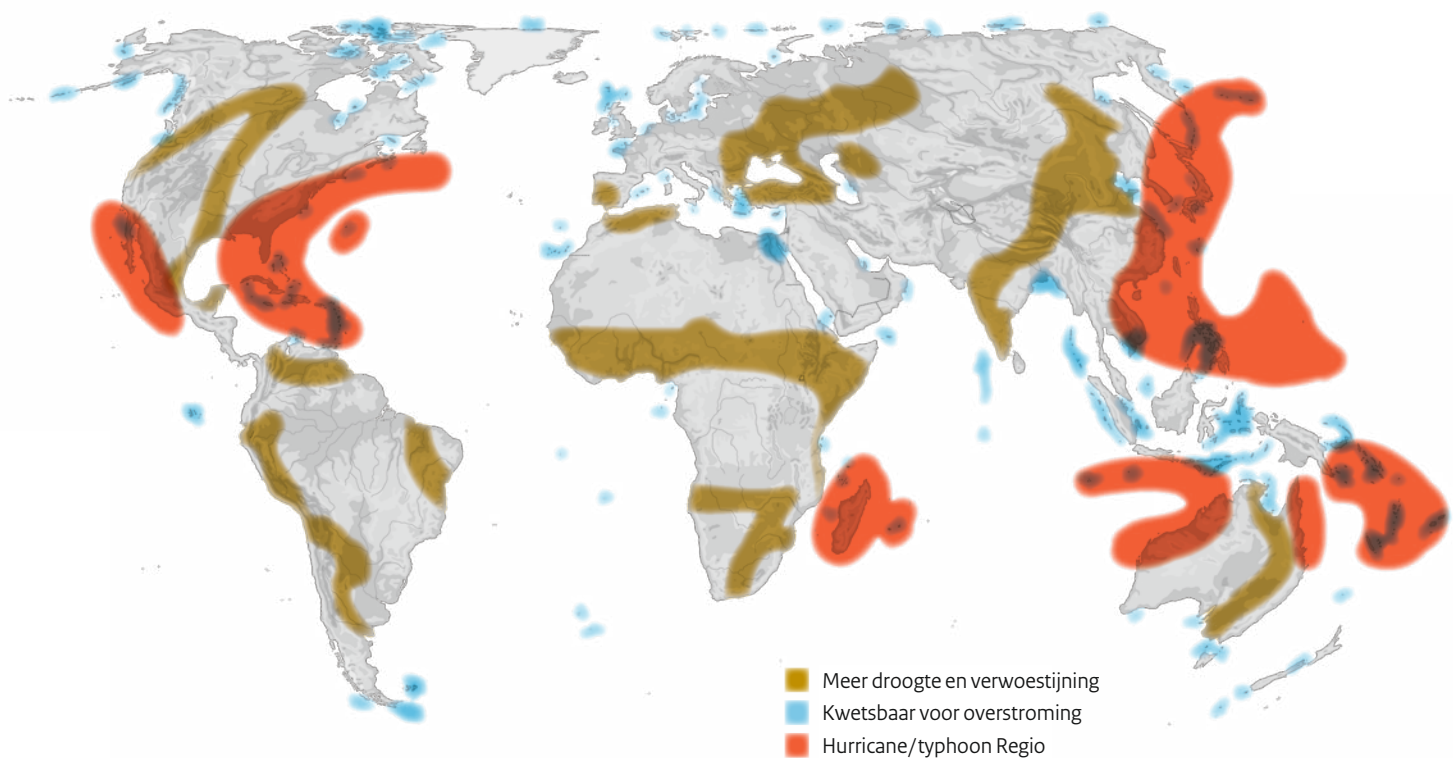 Meer droogte en verwoestijning
Kwetsbaar voor overstroming
Hurricane/typhoon Regio